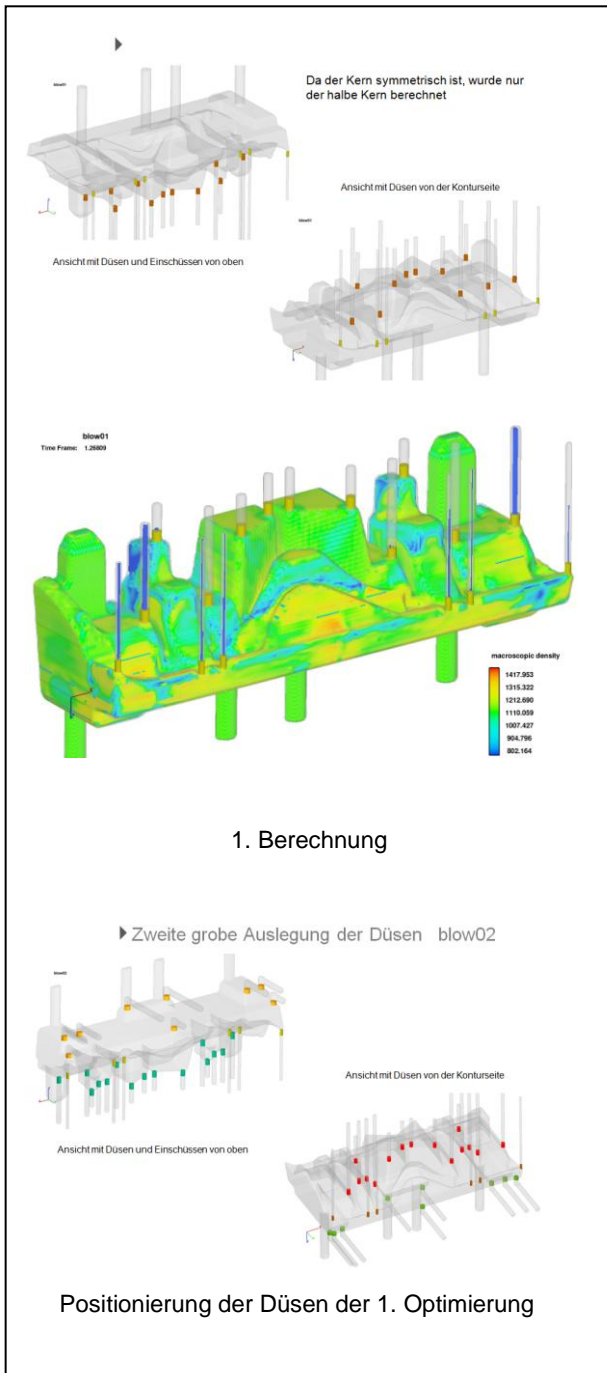 Da der Kern symmetrisch ist, wurde nur
der halbe Kern berechnet
blow01
Ansicht mit Düsen von der Konturseite
blow01
Ansicht mit Düsen und Einschüssen von oben
blow01
Time Frame: 1.26809
macroscopic density
1417.953
1315.322
1212.690
1110.059
1007.427
904.796
802.164
1. Berechnung
Zweite grobe Auslegung der Düsen blow02
blow02
Ansicht mit Düsen von der Konturseite
Ansicht mit Düsen und Einschüssen von oben
Positionierung der Düsen der 1. Optimierung